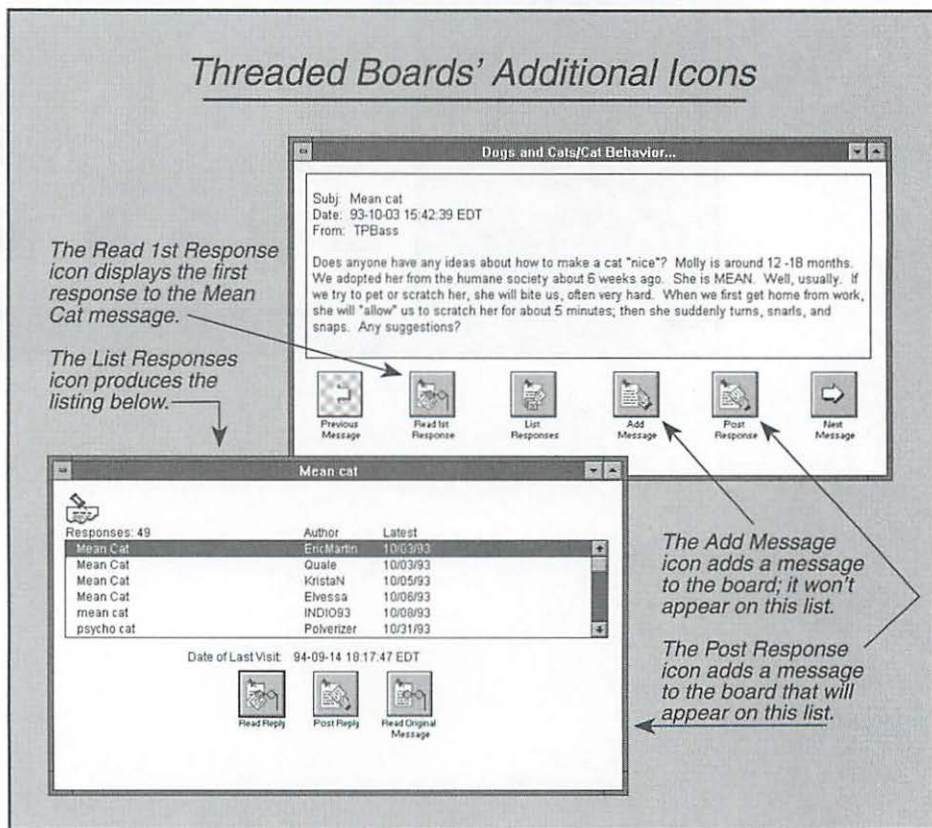 Threaded Boards' Additional Icons
Dogs and Cats/Cat Behavior...
Subj: Mean cat
Date: 93-10-03 15:42:39 EDT
From: TPBass
Does anyone have any ideas about how to make a cat "nice"? Molly is around 12 -18 months.
We adopted her from the humane society about 6 weeks ago. She is MEAN. Well, usually. If
we try to pet or scratch her, she will bite us, often very hard. When we first get home from work,
she will "allow" us to scratch her for about 5 minutes; then she suddenly turns, snarls, and
snaps. Any suggestions?
Previous
Message
Read 1st
Response
List
Responses
Add
Message
Post
Response
Next
Message
The Read 1st Response
icon displays the first
response to the Mean
Cat message.
The List Responses
icon produces the
listing below.
Mean cat
Responses: 49 Author Latest
Mean Cat EricMartin 10/03/93
Mean Cat Quale 10/03/93
Mean Cat KristaN 10/05/93
Mean Cat Elvessa 10/06/93
mean cat INDIO93 10/08/93
psycho cat Polverizer 10/31/93
Date of Last Visit: 94-09-14 18:17:47 EDT
Read Reply
Post Reply
Read Original
Message
The Add Message
icon adds a message
to the board; it won't
appear on this list.
The Post Response
icon adds a message
to the board that will
appear on this list.